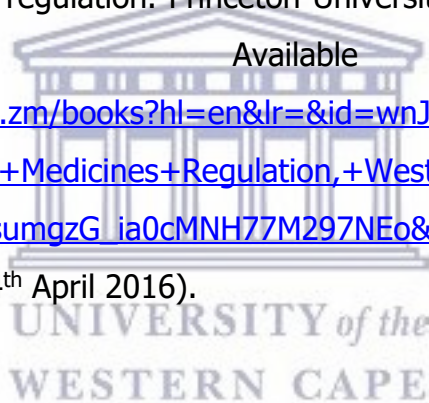 regulation. Princeton Universit
Available
.zm/books?hl=en&lr=&id=wnJ
+Medicines+Regulation,+West
sumgzG_ia0cMNH77M297NEo&
th April 2016).
UNIVERSITY of the
WESTERN CAPE